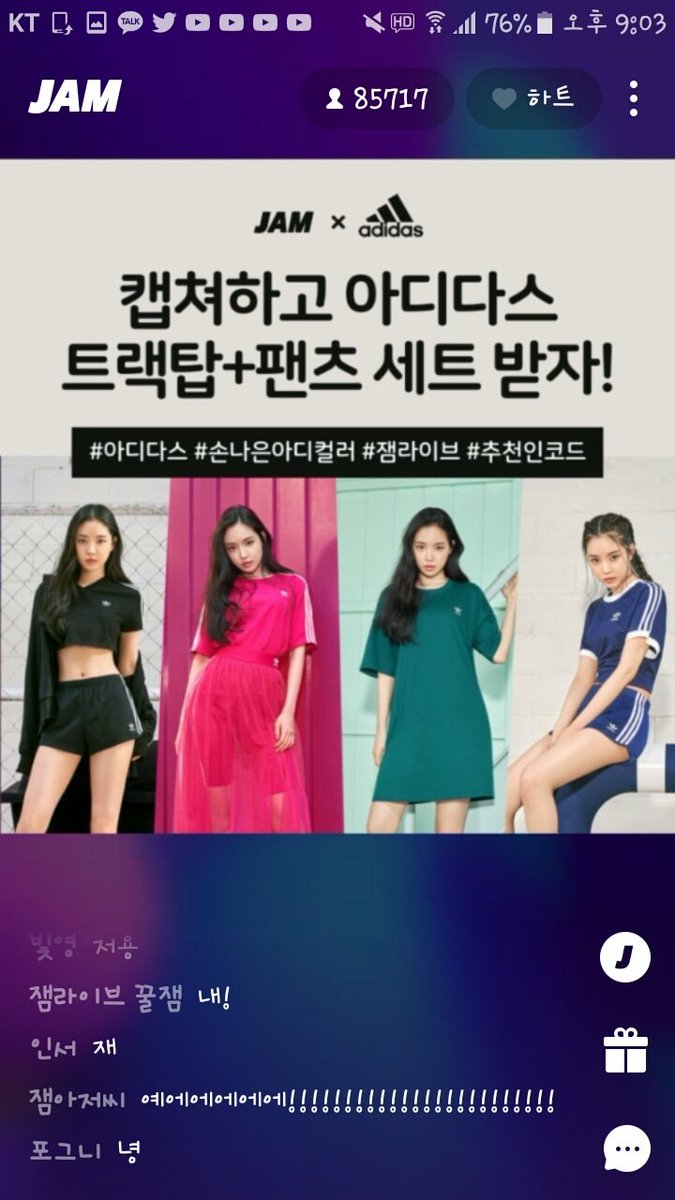 KT TALK HD 76% 오후 9:03
JAM 85717 하트
JAM × adidas
캡쳐하고 아디다스
트랙탑+팬츠 세트 받자!
#아디다스 #손나은아디컬러 #잼라이브 #추천인코드
빛영 저용
잼라이브 꿀잼 내!
인서 재
잼아저씨 예에에에에에!!!!!!!!!!!!!!!!!!!!!!!!
포그니 녕
J